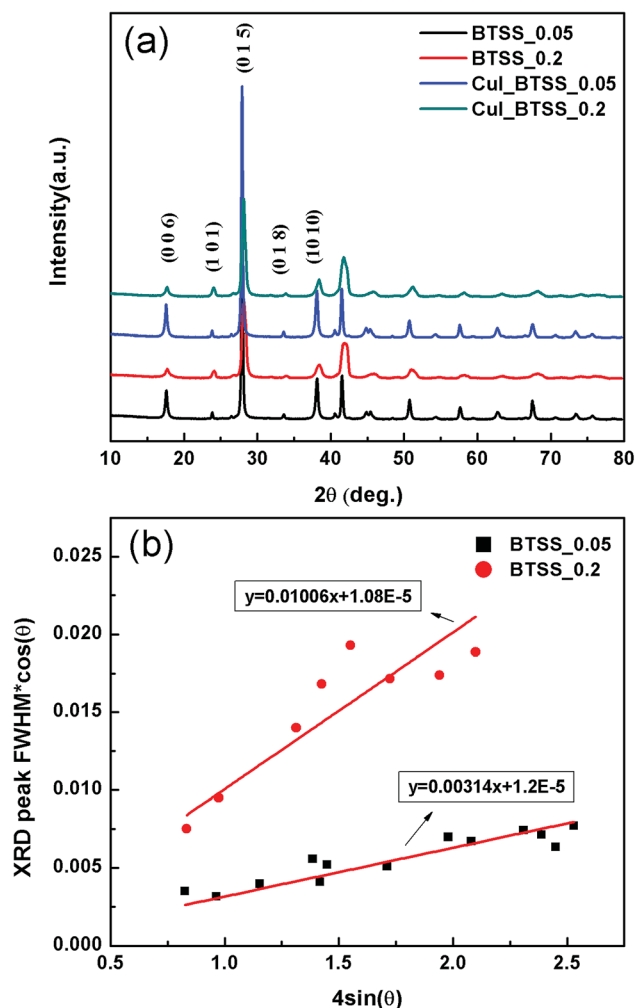 (a)
BTSS_0.05
BTSS_0.2
CuI_BTSS_0.05
CuI_BTSS_0.2
(0 0 6)
(1 0 1)
(0 1 5)
(0 1 8)
(10 10)
Intensity(a.u.)
10 20 30 40 50 60 70 80
2θ (deg.)
(b)
BTSS_0.05
BTSS_0.2
y=0.01006x+1.08E-5
y=0.00314x+1.2E-5
XRD peak FWHM*cos(θ)
0.025
0.020
0.015
0.010
0.005
0.000
0.5 1.0 1.5 2.0 2.5
4sin(θ)